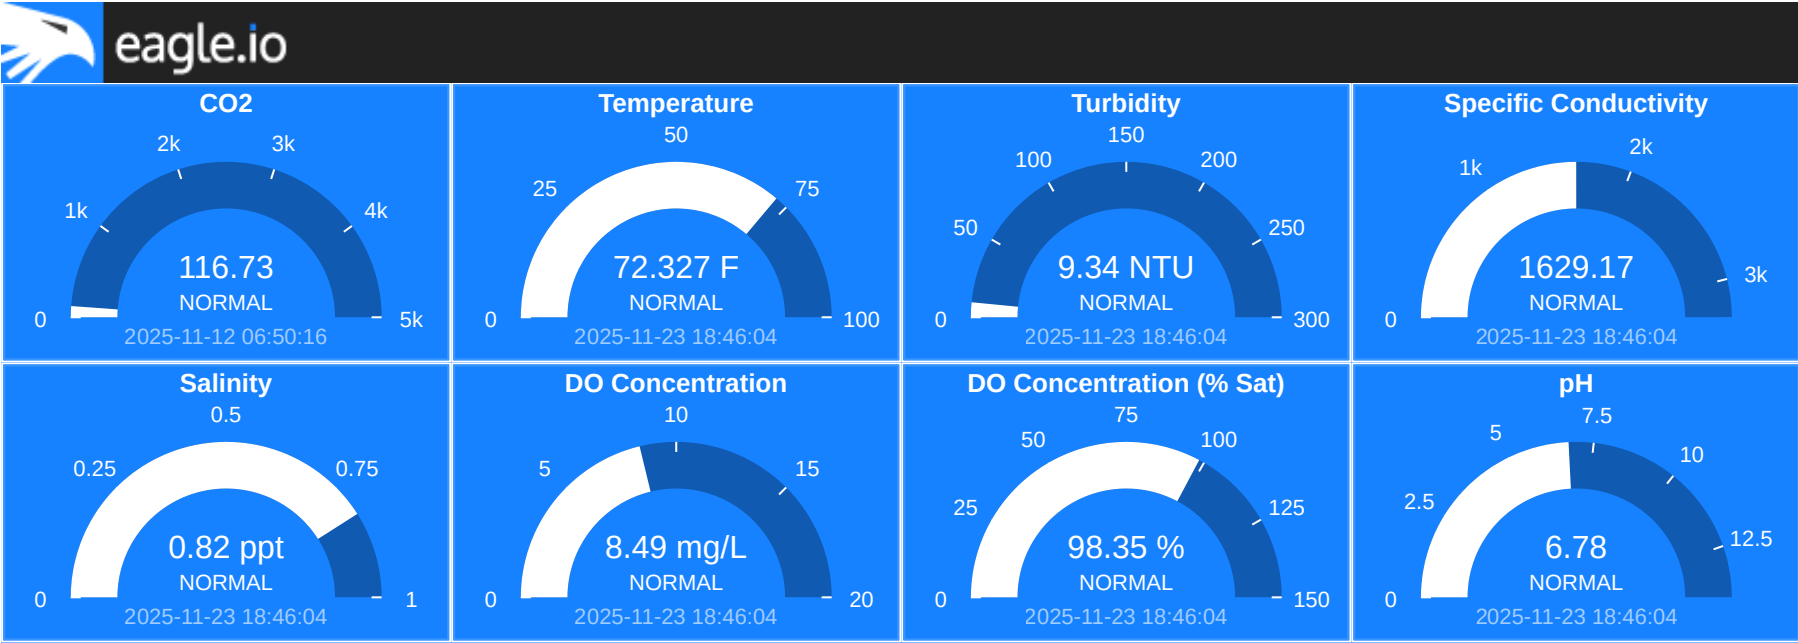 eagle.io
CO2
2k 3k
1k 4k
116.73
NORMAL
0 5k
2025-11-12 06:50:16
Temperature
50
25 75
72.327 F
NORMAL
0 100
2025-11-23 18:46:04
Turbidity
150
100 200
50 250
9.34 NTU
NORMAL
0 300
2025-11-23 18:46:04
Specific Conductivity
2k
1k
3k
1629.17
NORMAL
0
2025-11-23 18:46:04
Salinity
0.5
0.25 0.75
0.82 ppt
NORMAL
0 1
2025-11-23 18:46:04
DO Concentration
10
5 15
8.49 mg/L
NORMAL
0 20
2025-11-23 18:46:04
DO Concentration (% Sat)
75
50 100
25 125
98.35 %
NORMAL
0 150
2025-11-23 18:46:04
pH
7.5
5
10
2.5
12.5
6.78
NORMAL
0
2025-11-23 18:46:04